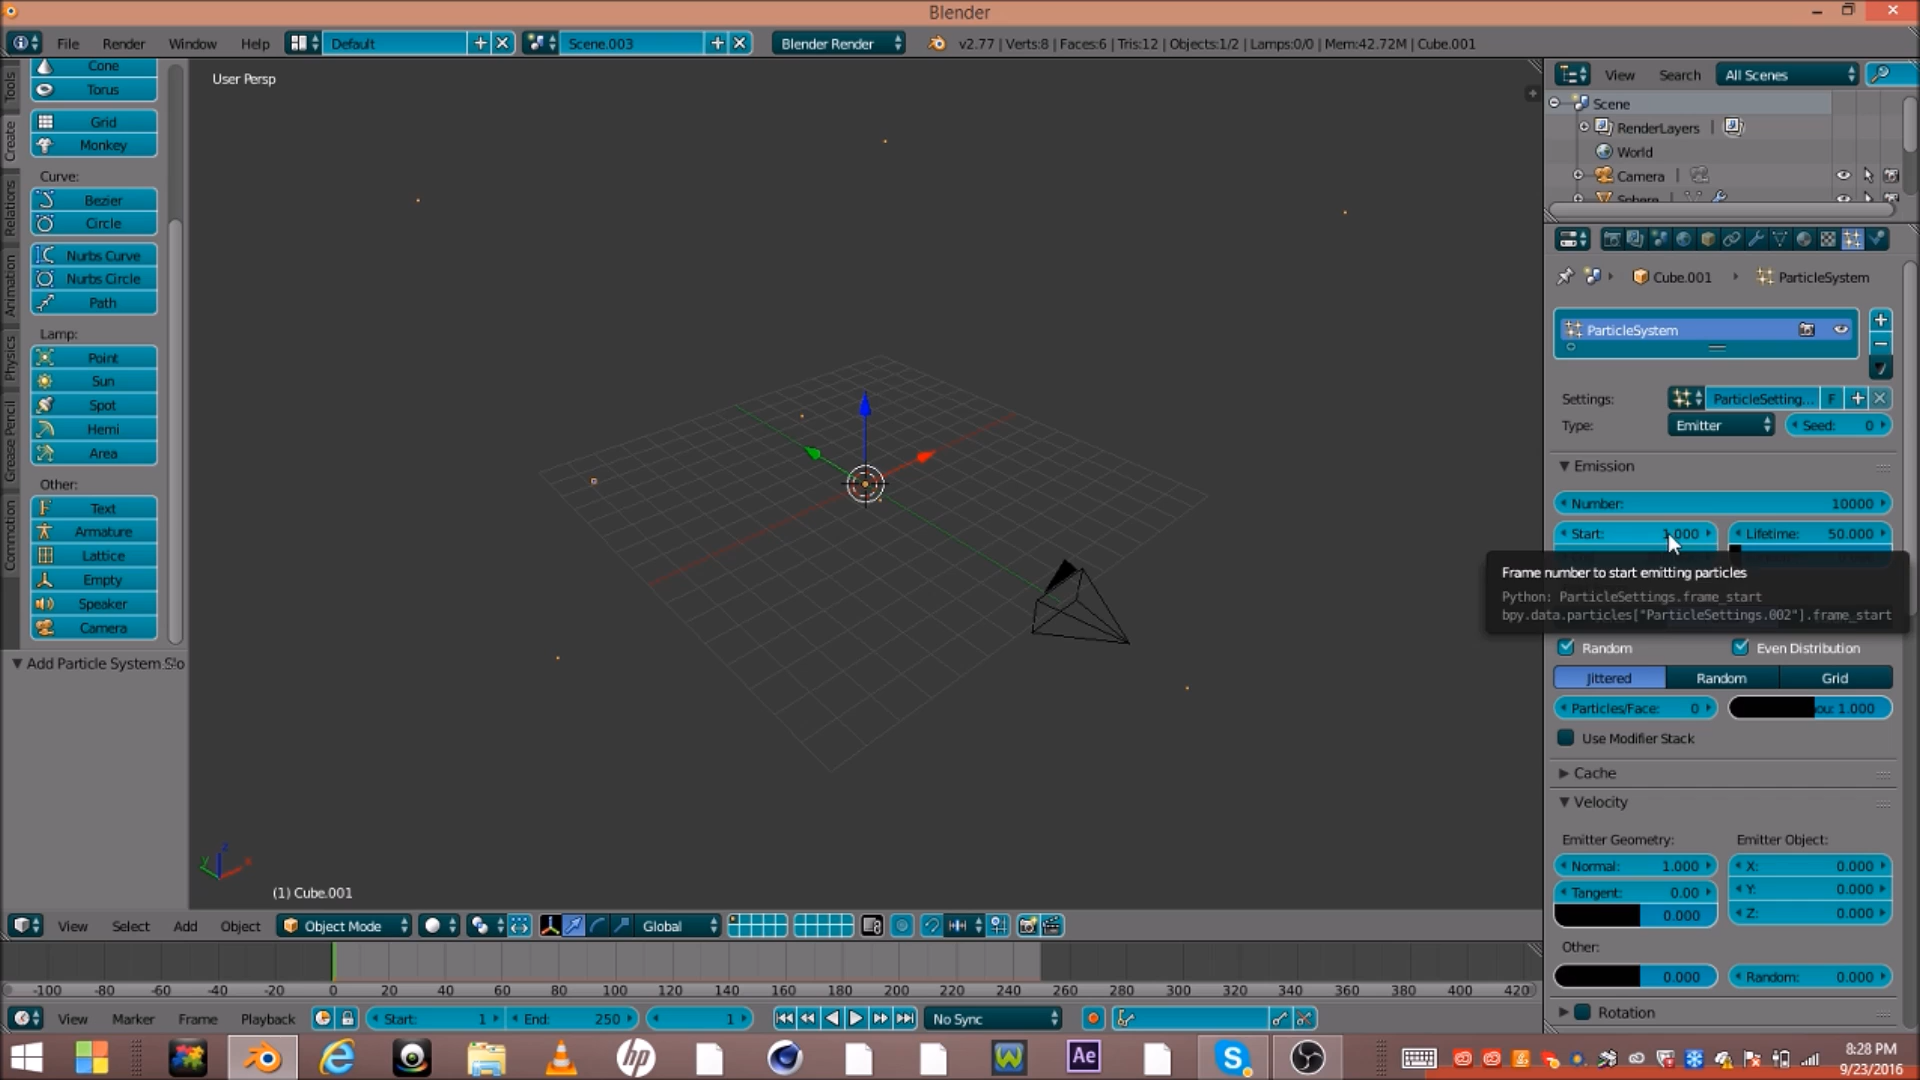 Blender
File Render Window Help Default Scene.003 Blender Render v2.77 | Verts:8 | Faces:6 | Tris:12 | Objects:1/2 | Lamps:0/0 | Mem:42.72M | Cube.001
Tools
Create
Relations
Animation
Physics
Grease Pencil
Cone
Torus
Grid
Monkey
Curve:
Bezier
Circle
Nurbs Curve
Nurbs Circle
Path
Lamp:
Point
Sun
Spot
Hemi
Area
Other:
Text
Armature
Lattice
Empty
Speaker
Camera
Add Particle System
User Persp
(1) Cube.001
View Search All Scenes
Scene
RenderLayers
World
Camera
Sphere
Cube.001 ParticleSystem
ParticleSystem
Settings: ParticleSetting... F
Type: Emitter Seed: 0
Emission
Number: 10000
Start: 1.000 Lifetime: 50.000
Frame number to start emitting particles
Python: ParticleSettings.frame_start
bpy.data.particles["ParticleSettings.002"].frame_start
Random Even Distribution
Jittered Random Grid
Particles/Face: 0 1.000
Use Modifier Stack
Cache
Velocity
Emitter Geometry: Emitter Object:
Normal: 1.000 X: 0.000
Tangent: 0.00 Y: 0.000
0.000 Z: 0.000
Other:
0.000 Random: 0.000
Rotation
View Select Add Object Object Mode Global
-100 -80 -60 -40 -20 0 20 40 60 80 100 120 140 160 180 200 220 240 260 280 300 320 340 360 380 400 420
View Marker Frame Playback Start: 1 End: 250 1 No Sync
hp Ae
8:28 PM
9/23/2016